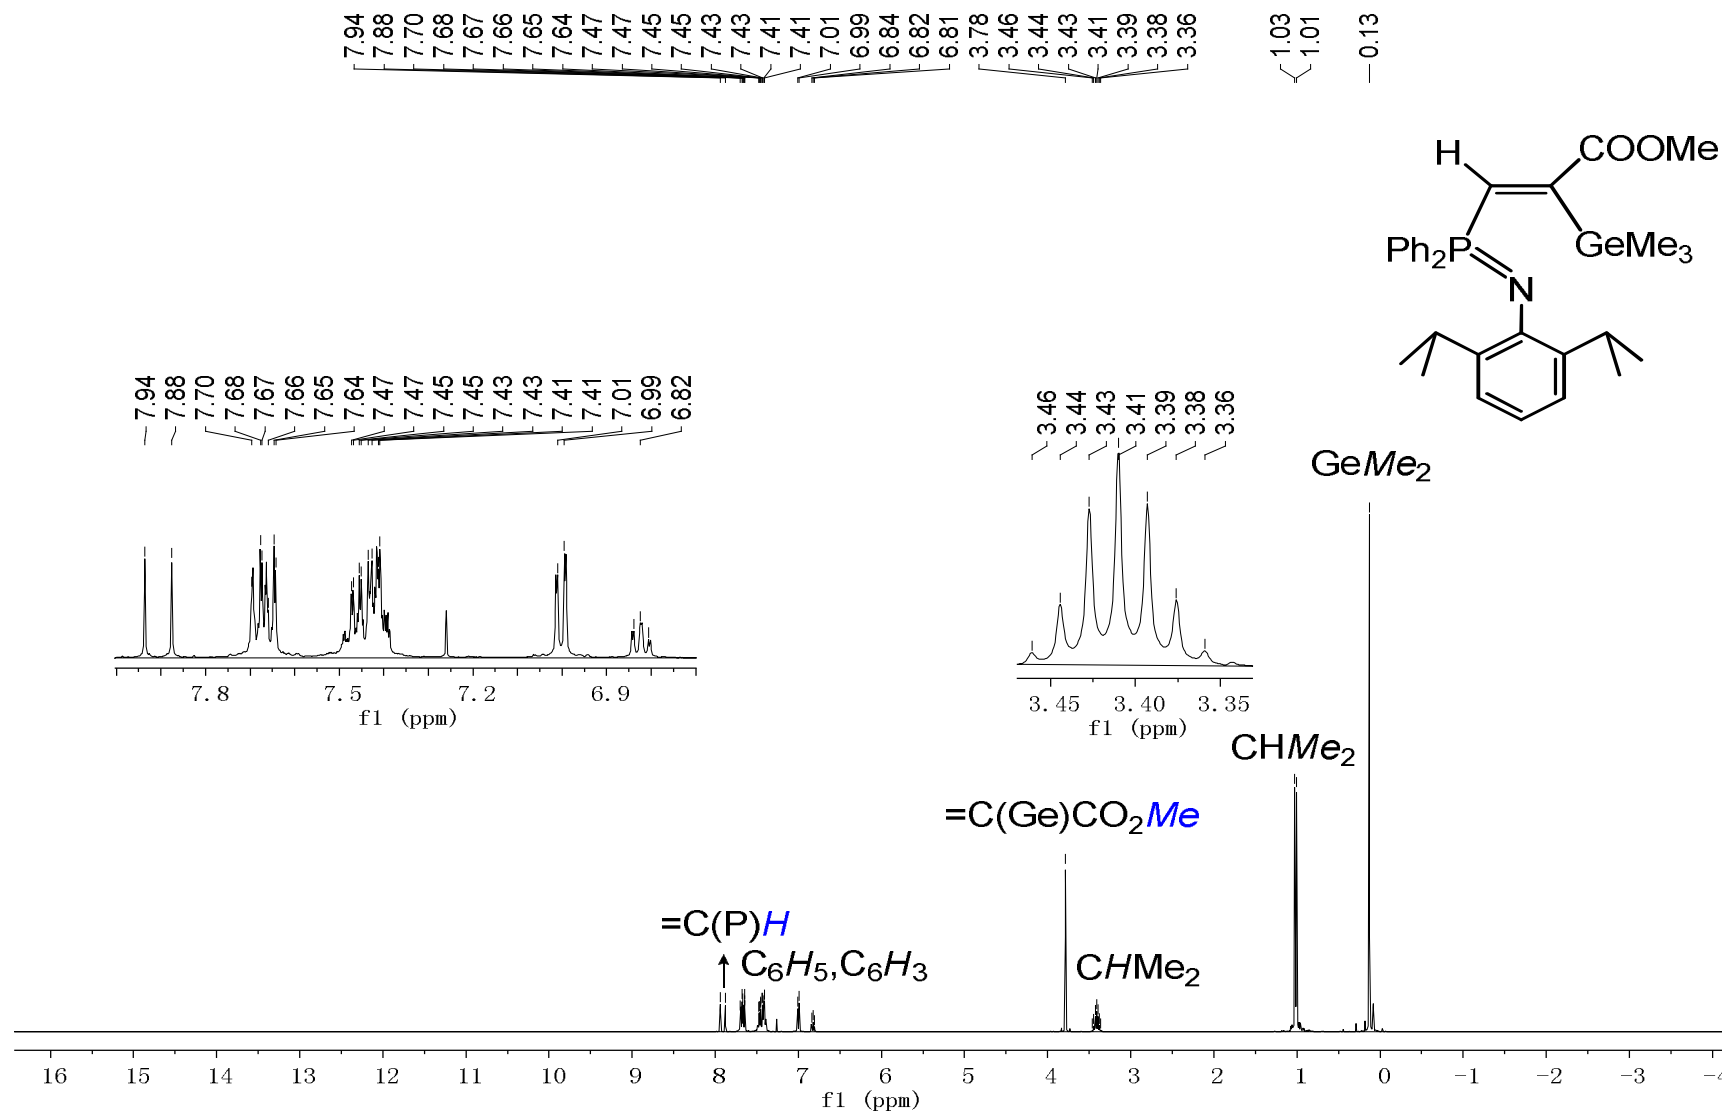 7.94 7.88 7.70 7.68 7.67 7.66 7.65 7.64 7.47 7.47 7.45 7.45 7.43 7.43 7.41 7.41 7.01 6.99 6.84 6.82 6.81 3.78 3.46 3.44 3.43 3.41 3.39 3.38 3.36 1.03 1.01 0.13
H COOMe
Ph2P GeMe3
N
7.94 7.88 7.70 7.68 7.67 7.66 7.65 7.64 7.47 7.47 7.45 7.45 7.43 7.43 7.41 7.41 7.01 6.99 6.82
3.46 3.44 3.43 3.41 3.39 3.38 3.36
GeMe2
7.8 7.5 7.2 6.9
f1 (ppm)
3.45 3.40 3.35
f1 (ppm)
CHMe2
=C(Ge)CO2Me
=C(P)H
C6H5,C6H3
CHMe2
16 15 14 13 12 11 10 9 8 7 6 5 4 3 2 1 0 -1 -2 -3 -4
f1 (ppm)